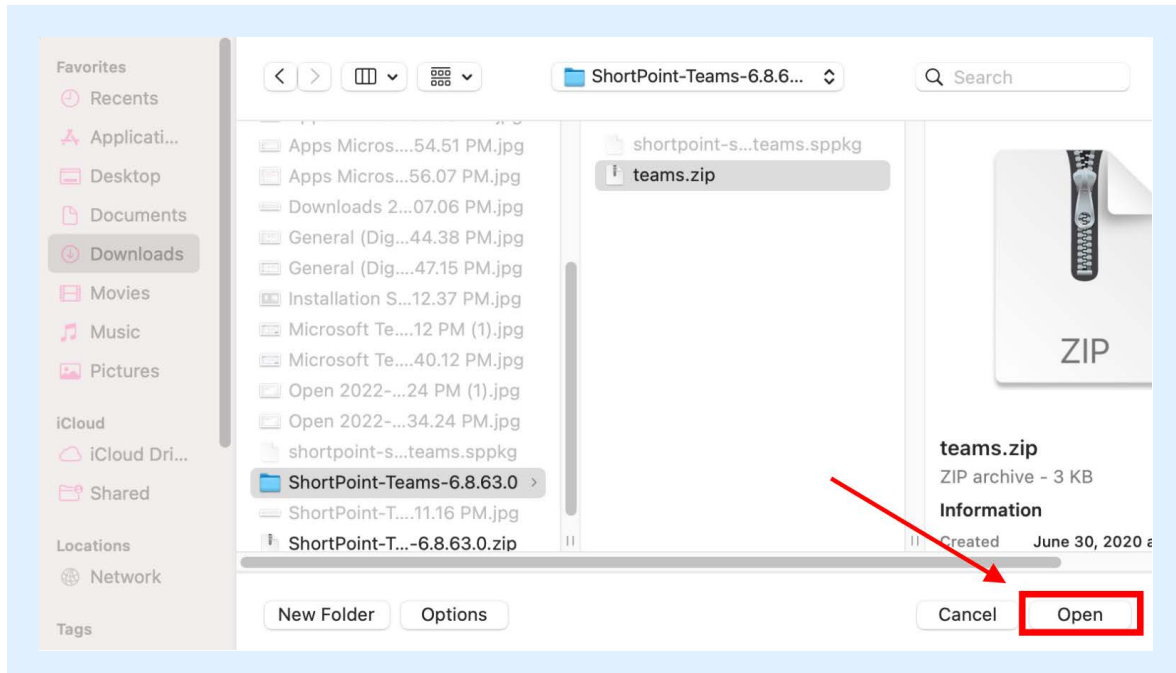 Favorites
Recents
Applicati...
Desktop
Documents
Downloads
Movies
Music
Pictures
iCloud
iCloud Dri...
Shared
Locations
Network
Tags
ShortPoint-Teams-6.8.6...
Search
Apps Micros....54.51 PM.jpg
Apps Micros...56.07 PM.jpg
Downloads 2...07.06 PM.jpg
General (Dig...44.38 PM.jpg
General (Dig....47.15 PM.jpg
Installation S...12.37 PM.jpg
Microsoft Te....12 PM (1).jpg
Microsoft Te....40.12 PM.jpg
Open 2022-...24 PM (1).jpg
Open 2022-...34.24 PM.jpg
shortpoint-s...teams.sppkg
ShortPoint-Teams-6.8.63.0
ShortPoint-T....11.16 PM.jpg
ShortPoint-T...-6.8.63.0.zip
shortpoint-s...teams.sppkg
teams.zip
ZIP
teams.zip
ZIP archive - 3 KB
Information
Created June 30, 2020 a
New Folder
Options
Cancel
Open